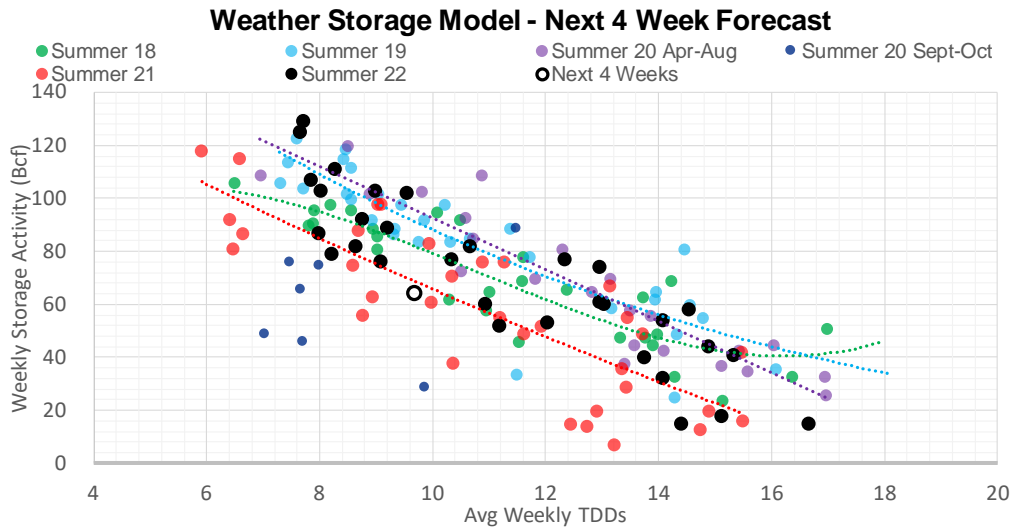 Weather Storage Model - Next 4 Week Forecast
Summer 18 Summer 19 Summer 20 Apr-Aug Summer 20 Sept-Oct
Summer 21 Summer 22 Next 4 Weeks
140
120
100
80
60
40
20
0
Weekly Storage Activity (Bcf)
4 6 8 10 12 14 16 18 20
Avg Weekly TDDs